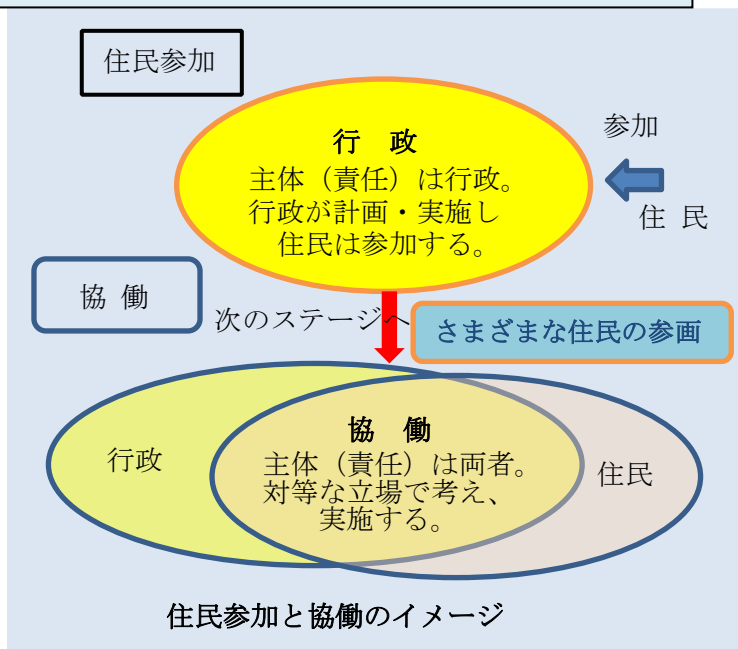 住民参加
行 政
主体（責任）は行政。
行政が計画・実施し
住民は参加する。
参加
住 民
協 働
次のステージへ
さまざまな住民の参画
行政
協 働
主体（責任）は両者。
対等な立場で考え、
実施する。
住民
住民参加と協働のイメージ